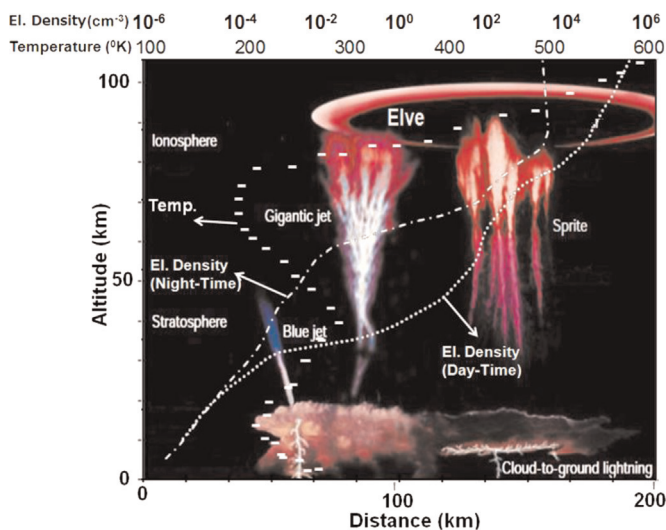 El. Density(cm⁻³) 10⁻⁶ 10⁻⁴ 10⁻² 10⁰ 10² 10⁴ 10⁶
Temperature (⁰K) 100 200 300 400 500 600
100
Elve
Ionosphere
Temp.
Gigantic jet
Sprite
Altitude (km)
El. Density
(Night-Time)
50
Stratosphere
Blue jet
El. Density
(Day-Time)
Cloud-to-ground lightning
0
0 100 200
Distance (km)